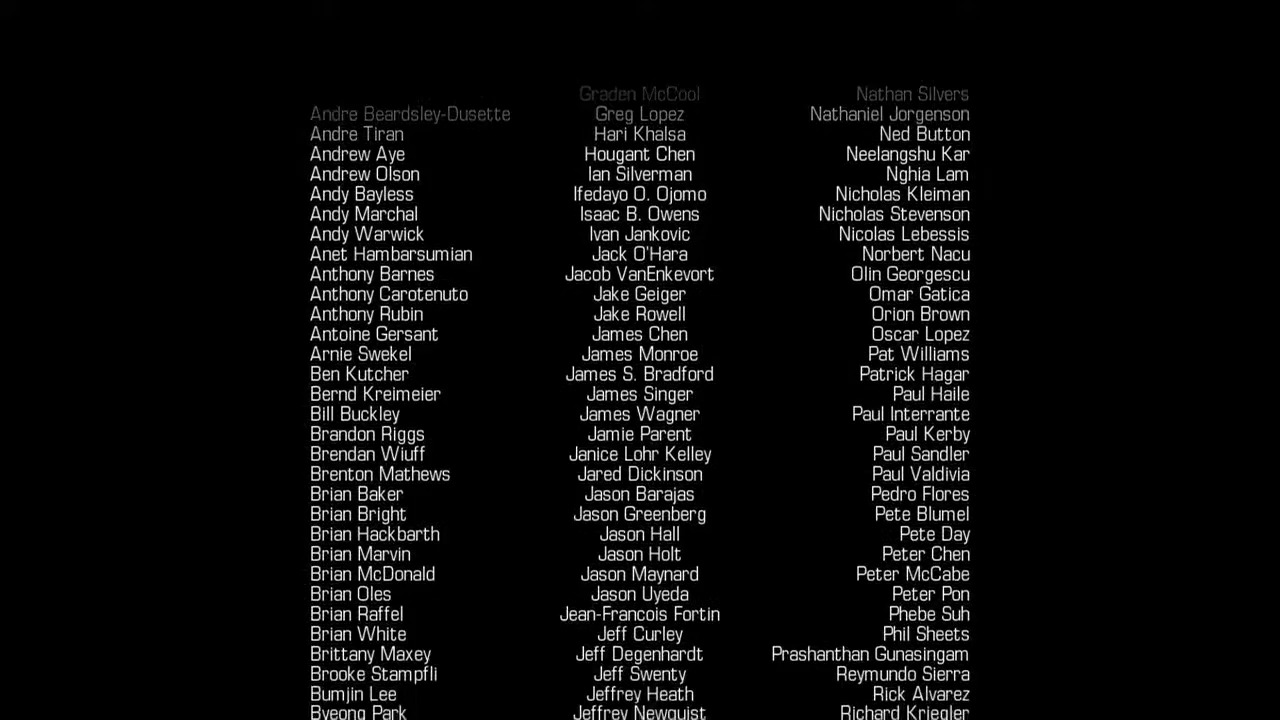 Graden McCool Nathan Silvers
Andre Beardsley-Dusette Greg Lopez Nathaniel Jorgenson
Andre Tiran Hari Khalsa Ned Button
Andrew Aye Hougant Chen Neelangshu Kar
Andrew Olson Ian Silverman Nghia Lam
Andy Bayless Ifedayo O. Ojomo Nicholas Kleiman
Andy Marchal Isaac B. Owens Nicholas Stevenson
Andy Warwick Ivan Jankovic Nicolas Lebessis
Anet Hambarsumian Jack O'Hara Norbert Nacu
Anthony Barnes Jacob VanEnkevort Olin Georgescu
Anthony Carotenuto Jake Geiger Omar Gatica
Anthony Rubin Jake Rowell Orion Brown
Antoine Gersant James Chen Oscar Lopez
Arnie Swekel James Monroe Pat Williams
Ben Kutcher James S. Bradford Patrick Hagar
Bernd Kreimeier James Singer Paul Haile
Bill Buckley James Wagner Paul Interrante
Brandon Riggs Jamie Parent Paul Kerby
Brendan Wiuff Janice Lohr Kelley Paul Sandler
Brenton Mathews Jared Dickinson Paul Valdivia
Brian Baker Jason Barajas Pedro Flores
Brian Bright Jason Greenberg Pete Blumel
Brian Hackbarth Jason Hall Pete Day
Brian Marvin Jason Holt Peter Chen
Brian McDonald Jason Maynard Peter McCabe
Brian Oles Jason Uyeda Peter Pon
Brian Raffel Jean-Francois Fortin Phebe Suh
Brian White Jeff Curley Phil Sheets
Brittany Maxey Jeff Degenhardt Prashanthan Gunasingam
Brooke Stampfli Jeff Swenty Reymundo Sierra
Bumjin Lee Jeffrey Heath Rick Alvarez
Byeong Park Jeffrey Newquist Richard Kriegler